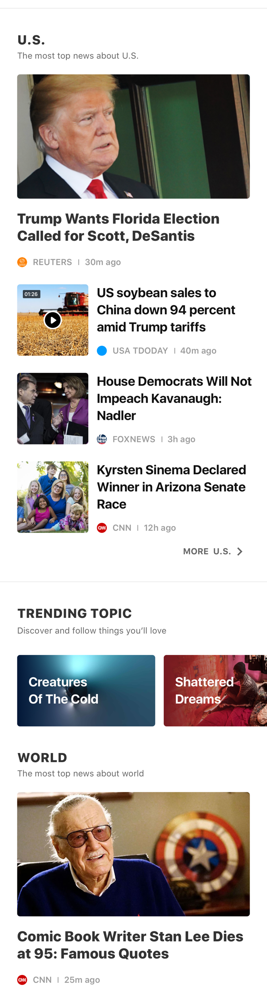 U.S.
The most top news about U.S.
Trump Wants Florida Election
Called for Scott, DeSantis
REUTERS | 30m ago
01:26
US soybean sales to
China down 94 percent
amid Trump tariffs
USA TDODAY | 40m ago
House Democrats Will Not
Impeach Kavanaugh:
Nadler
FOX
NEWS
FOXNEWS | 3h ago
Kyrsten Sinema Declared
Winner in Arizona Senate
Race
CNN
CNN | 12h ago
MORE U.S.
TRENDING TOPIC
Discover and follow things you’ll love
Creatures
Of The Cold
Shattered
Dreams
WORLD
The most top news about world
Comic Book Writer Stan Lee Dies
at 95: Famous Quotes
CNN
CNN | 25m ago